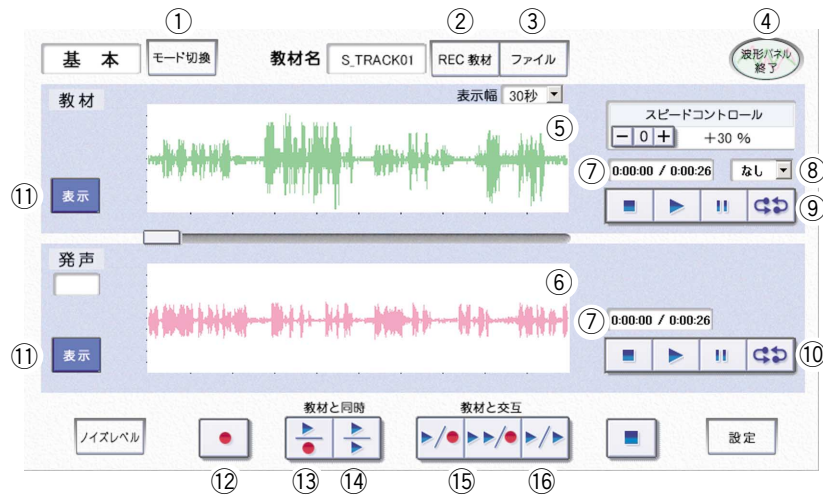 ① ② ③ ④
基本 モード切換 教材名 S_TRACK01 REC 教材 ファイル 波形パネル
終了
教材 表示幅 30秒
⑤ スピードコントロール
− 0 + +30 %
⑦ 0:00:00 / 0:00:26 なし ⑧
⑪ 表示 ⑨
発声
⑥
⑦ 0:00:00 / 0:00:26
⑪ 表示 ⑩
教材と同時 教材と交互
ノイズレベル 設定
⑫ ⑬ ⑭ ⑮ ⑯